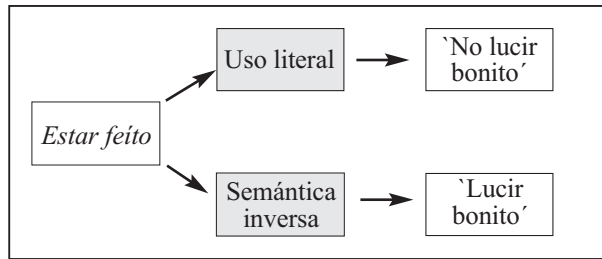 Estar feíto
Uso literal
`No lucir
bonito´
Semántica
inversa
`Lucir
bonito´